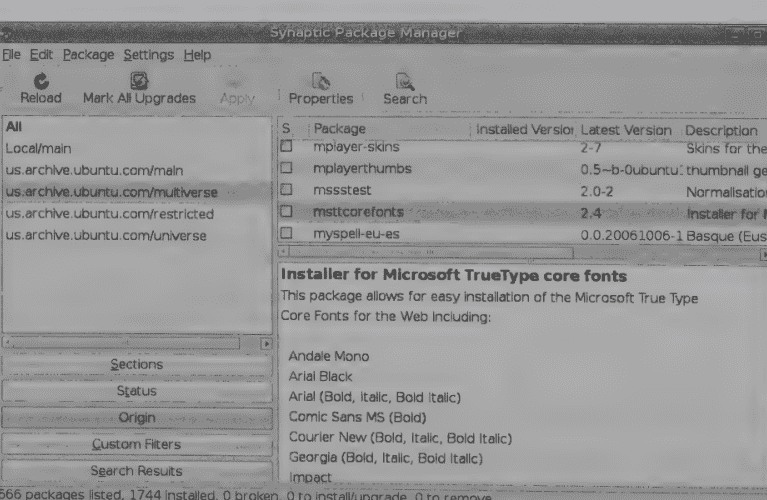 Synaptic Package Manager
File Edit Package Settings Help
Reload Mark All Upgrades Apply Properties Search
All
Local/main
us.archive.ubuntu.com/main
us.archive.ubuntu.com/multiverse
us.archive.ubuntu.com/restricted
us.archive.ubuntu.com/universe
Sections
Status
Origin
Custom Filters
Search Results
S Package Installed Version Latest Version Description
mplayer-skins 2-7 Skins for the
mplayerthumbs 0.5~b-0ubuntu thumbnail ge
mssstest 2.0-2 Normalisatio
msttcorefonts 2.4 Installer for
myspell-eu-es 0.0.20061006-1 Basque (Eus
Installer for Microsoft TrueType core fonts
This package allows for easy installation of the Microsoft True Type
Core Fonts for the Web including:
Andale Mono
Arial Black
Arial (Bold, Italic, Bold Italic)
Comic Sans MS (Bold)
Courier New (Bold, Italic, Bold Italic)
Georgia (Bold, Italic, Bold Italic)
Impact
566 packages listed, 1744 installed, 0 broken, 0 to install/upgrade, 0 to remove